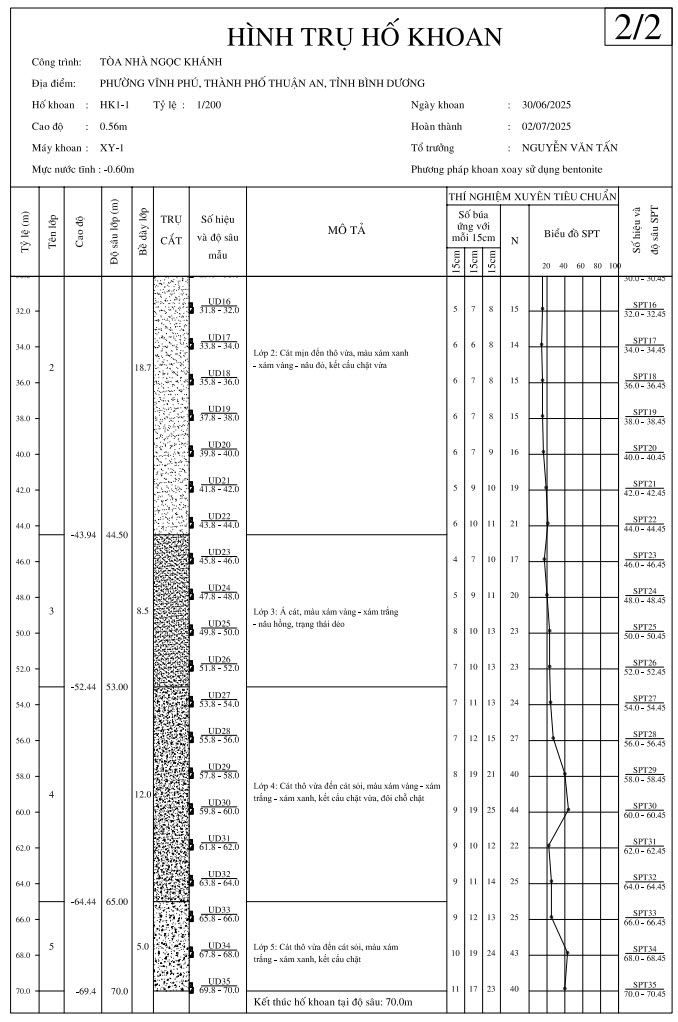 2/2
HÌNH TRỤ HỐ KHOAN
Công trình: TÒA NHÀ NGỌC KHÁNH
Địa điểm: PHƯỜNG VĨNH PHÚ, THÀNH PHỐ THUẬN AN, TỈNH BÌNH DƯƠNG
Hố khoan : HK1-1 Tỷ lệ : 1/200 Ngày khoan : 30/06/2025
Cao độ : 0.56m Hoàn thành : 02/07/2025
Máy khoan : XY-1 Tổ trưởng : NGUYỄN VĂN TẤN
Mực nước tĩnh : -0.60m Phương pháp khoan xoay sử dụng bentonite
Tỷ lệ (m)
Tên lớp
Cao độ
Độ sâu lớp (m)
Bề dày lớp
TRỤ
CẮT
Số hiệu
và độ sâu
mẫu
MÔ TẢ
THÍ NGHIỆM XUYÊN TIÊU CHUẨN
Số búa
ứng với
mỗi 15cm
15cm 15cm 15cm
N
Biểu đồ SPT
20 40 60 80 100
Số hiệu và
độ sâu SPT
30.0 - 30.45
UD16 SPT16
32.0 31.8 - 32.0 5 7 8 15 32.0 - 32.45
UD17 SPT17
34.0 33.8 - 34.0 6 6 8 14 34.0 - 34.45
Lớp 2: Cát mịn đến thô vừa, màu xám xanh
- xám vàng - nâu đỏ, kết cấu chặt vừa
2 18.7
UD18 SPT18
36.0 35.8 - 36.0 6 7 8 15 36.0 - 36.45
UD19 SPT19
38.0 37.8 - 38.0 6 7 8 15 38.0 - 38.45
UD20 SPT20
40.0 39.8 - 40.0 6 7 9 16 40.0 - 40.45
UD21 SPT21
42.0 41.8 - 42.0 5 9 10 19 42.0 - 42.45
UD22 SPT22
44.0 43.8 - 44.0 6 10 11 21 44.0 - 44.45
-43.94 44.50
UD23 SPT23
46.0 45.8 - 46.0 4 7 10 17 46.0 - 46.45
UD24 SPT24
48.0 47.8 - 48.0 5 9 11 20 48.0 - 48.45
3 8.5 Lớp 3: Á cát, màu xám vàng - xám trắng
- nâu hồng, trạng thái dẻo
UD25 SPT25
50.0 49.8 - 50.0 8 10 13 23 50.0 - 50.45
UD26 SPT26
52.0 51.8 - 52.0 7 10 13 23 52.0 - 52.45
-52.44 53.00
UD27 SPT27
54.0 53.8 - 54.0 7 11 13 24 54.0 - 54.45
UD28 SPT28
56.0 55.8 - 56.0 7 12 15 27 56.0 - 56.45
UD29 SPT29
58.0 57.8 - 58.0 8 19 21 40 58.0 - 58.45
Lớp 4: Cát thô vừa đến cát sỏi, màu xám vàng - xám
4 12.0 trắng - xám xanh, kết cấu chặt vừa, đôi chỗ chặt
UD30 SPT30
60.0 59.8 - 60.0 9 19 25 44 60.0 - 60.45
UD31 SPT31
62.0 61.8 - 62.0 9 10 12 22 62.0 - 62.45
UD32 SPT32
64.0 63.8 - 64.0 9 11 14 25 64.0 - 64.45
-64.44 65.00
UD33 SPT33
66.0 65.8 - 66.0 9 12 13 25 66.0 - 66.45
5 5.0 Lớp 5: Cát thô vừa đến cát sỏi, màu xám
trắng - xám xanh, kết cấu chặt
UD34 SPT34
68.0 67.8 - 68.0 10 19 24 43 68.0 - 68.45
UD35 SPT35
70.0 -69.4 70.0 69.8 - 70.0 11 17 23 40 70.0 - 70.45
Kết thúc hố khoan tại độ sâu: 70.0m